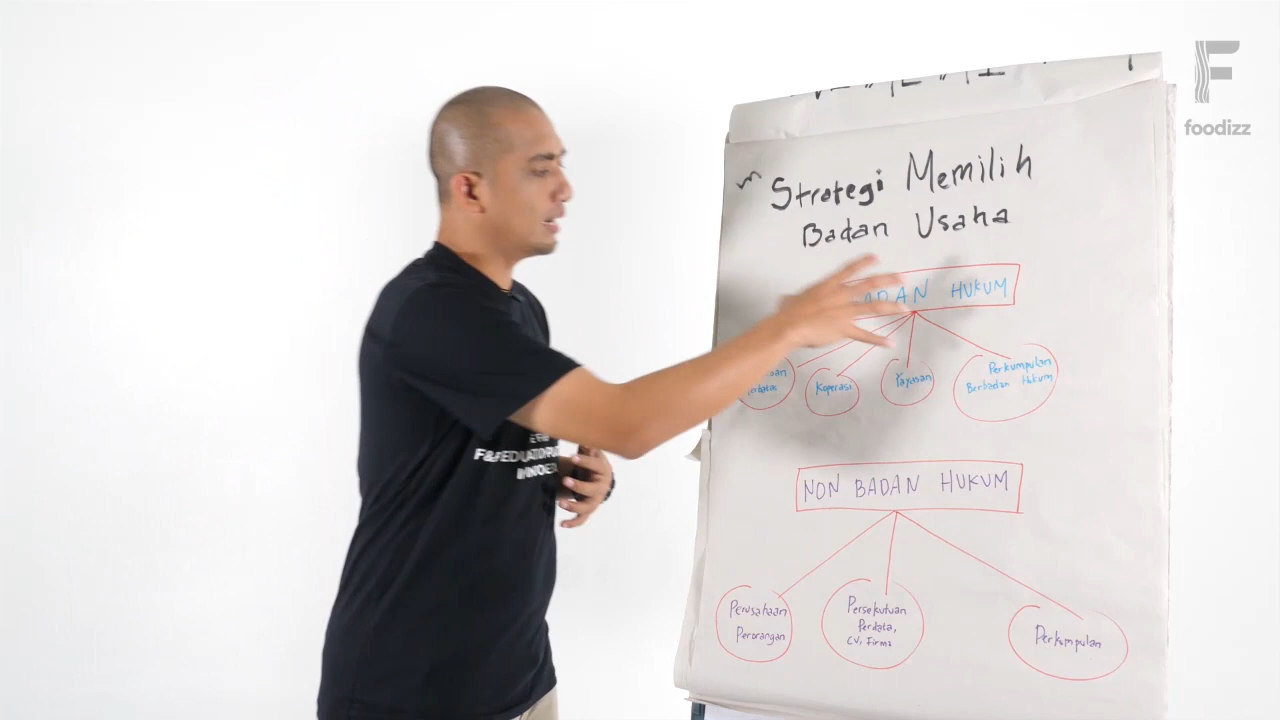 F
foodizz
Strategi Memilih
Badan Usaha
HUKUM
Koperasi
Yayasan
Perkumpulan
Berbadan Hukum
NON BADAN HUKUM
Perusahaan
Perorangan
Persekutuan
Perdata,
CV, Firma
Perkumpulan